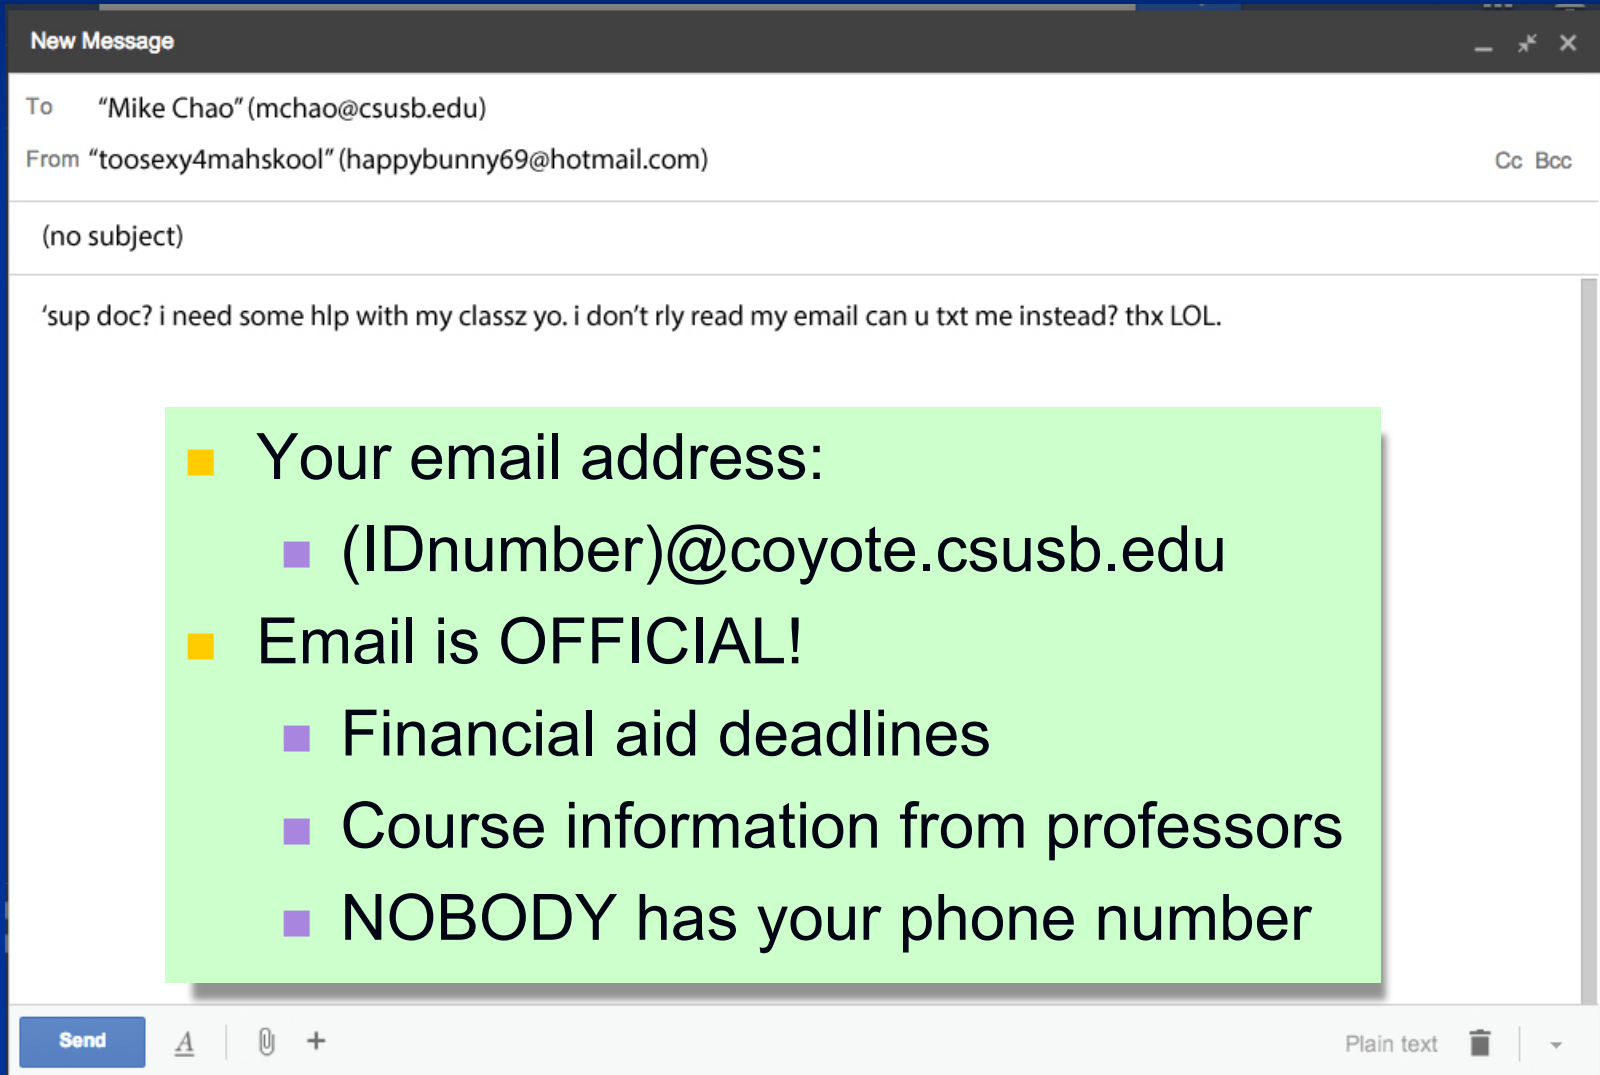 New Message
To “Mike Chao” (mchao@csusb.edu)
From “toosexy4mahskool” (happybunny69@hotmail.com) Cc Bcc
(no subject)
‘sup doc? i need some hlp with my classz yo. i don’t rly read my email can u txt me instead? thx LOL.
Your email address:
(IDnumber)@coyote.csusb.edu
Email is OFFICIAL!
Financial aid deadlines
Course information from professors
NOBODY has your phone number
Send A Plain text